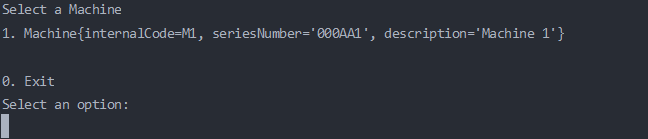 Select a Machine
1. Machine{internalCode=M1, seriesNumber='000AA1', description='Machine 1'}
0. Exit
Select an option: